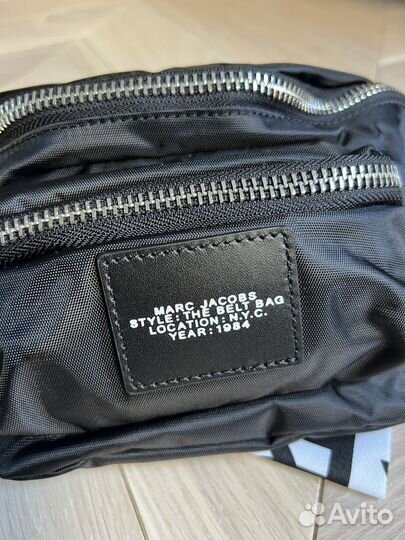 MARC JACOBS
STYLE: THE BELT BAG
LOCATION: N.Y.C.
YEAR: 1984
Avito